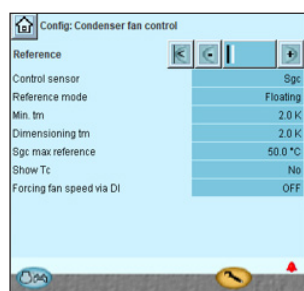 Config: Condenser fan control
Reference
Control sensor Sgc
Reference mode Floating
Min. tm 2.0 K
Dimensioning tm 2.0 K
Sgc max reference 50.0 °C
Show Tc No
Forcing fan speed via DI OFF